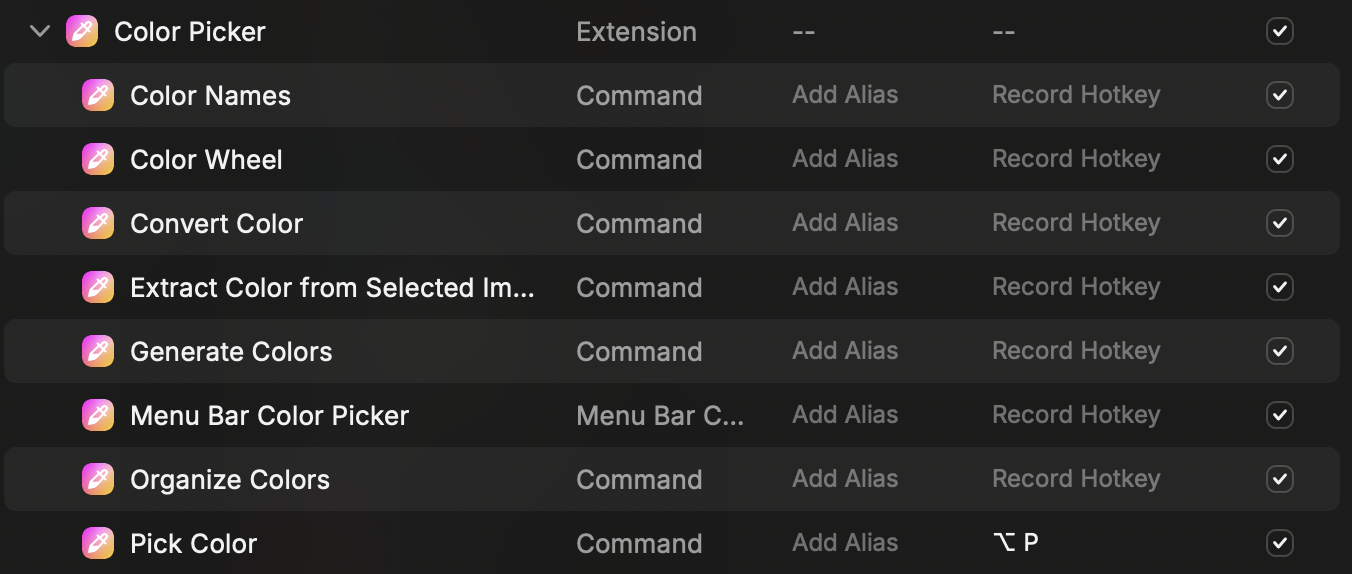 Color Picker Extension -- --
Color Names Command Add Alias Record Hotkey
Color Wheel Command Add Alias Record Hotkey
Convert Color Command Add Alias Record Hotkey
Extract Color from Selected Im... Command Add Alias Record Hotkey
Generate Colors Command Add Alias Record Hotkey
Menu Bar Color Picker Menu Bar C... Add Alias Record Hotkey
Organize Colors Command Add Alias Record Hotkey
Pick Color Command Add Alias ⌥ P